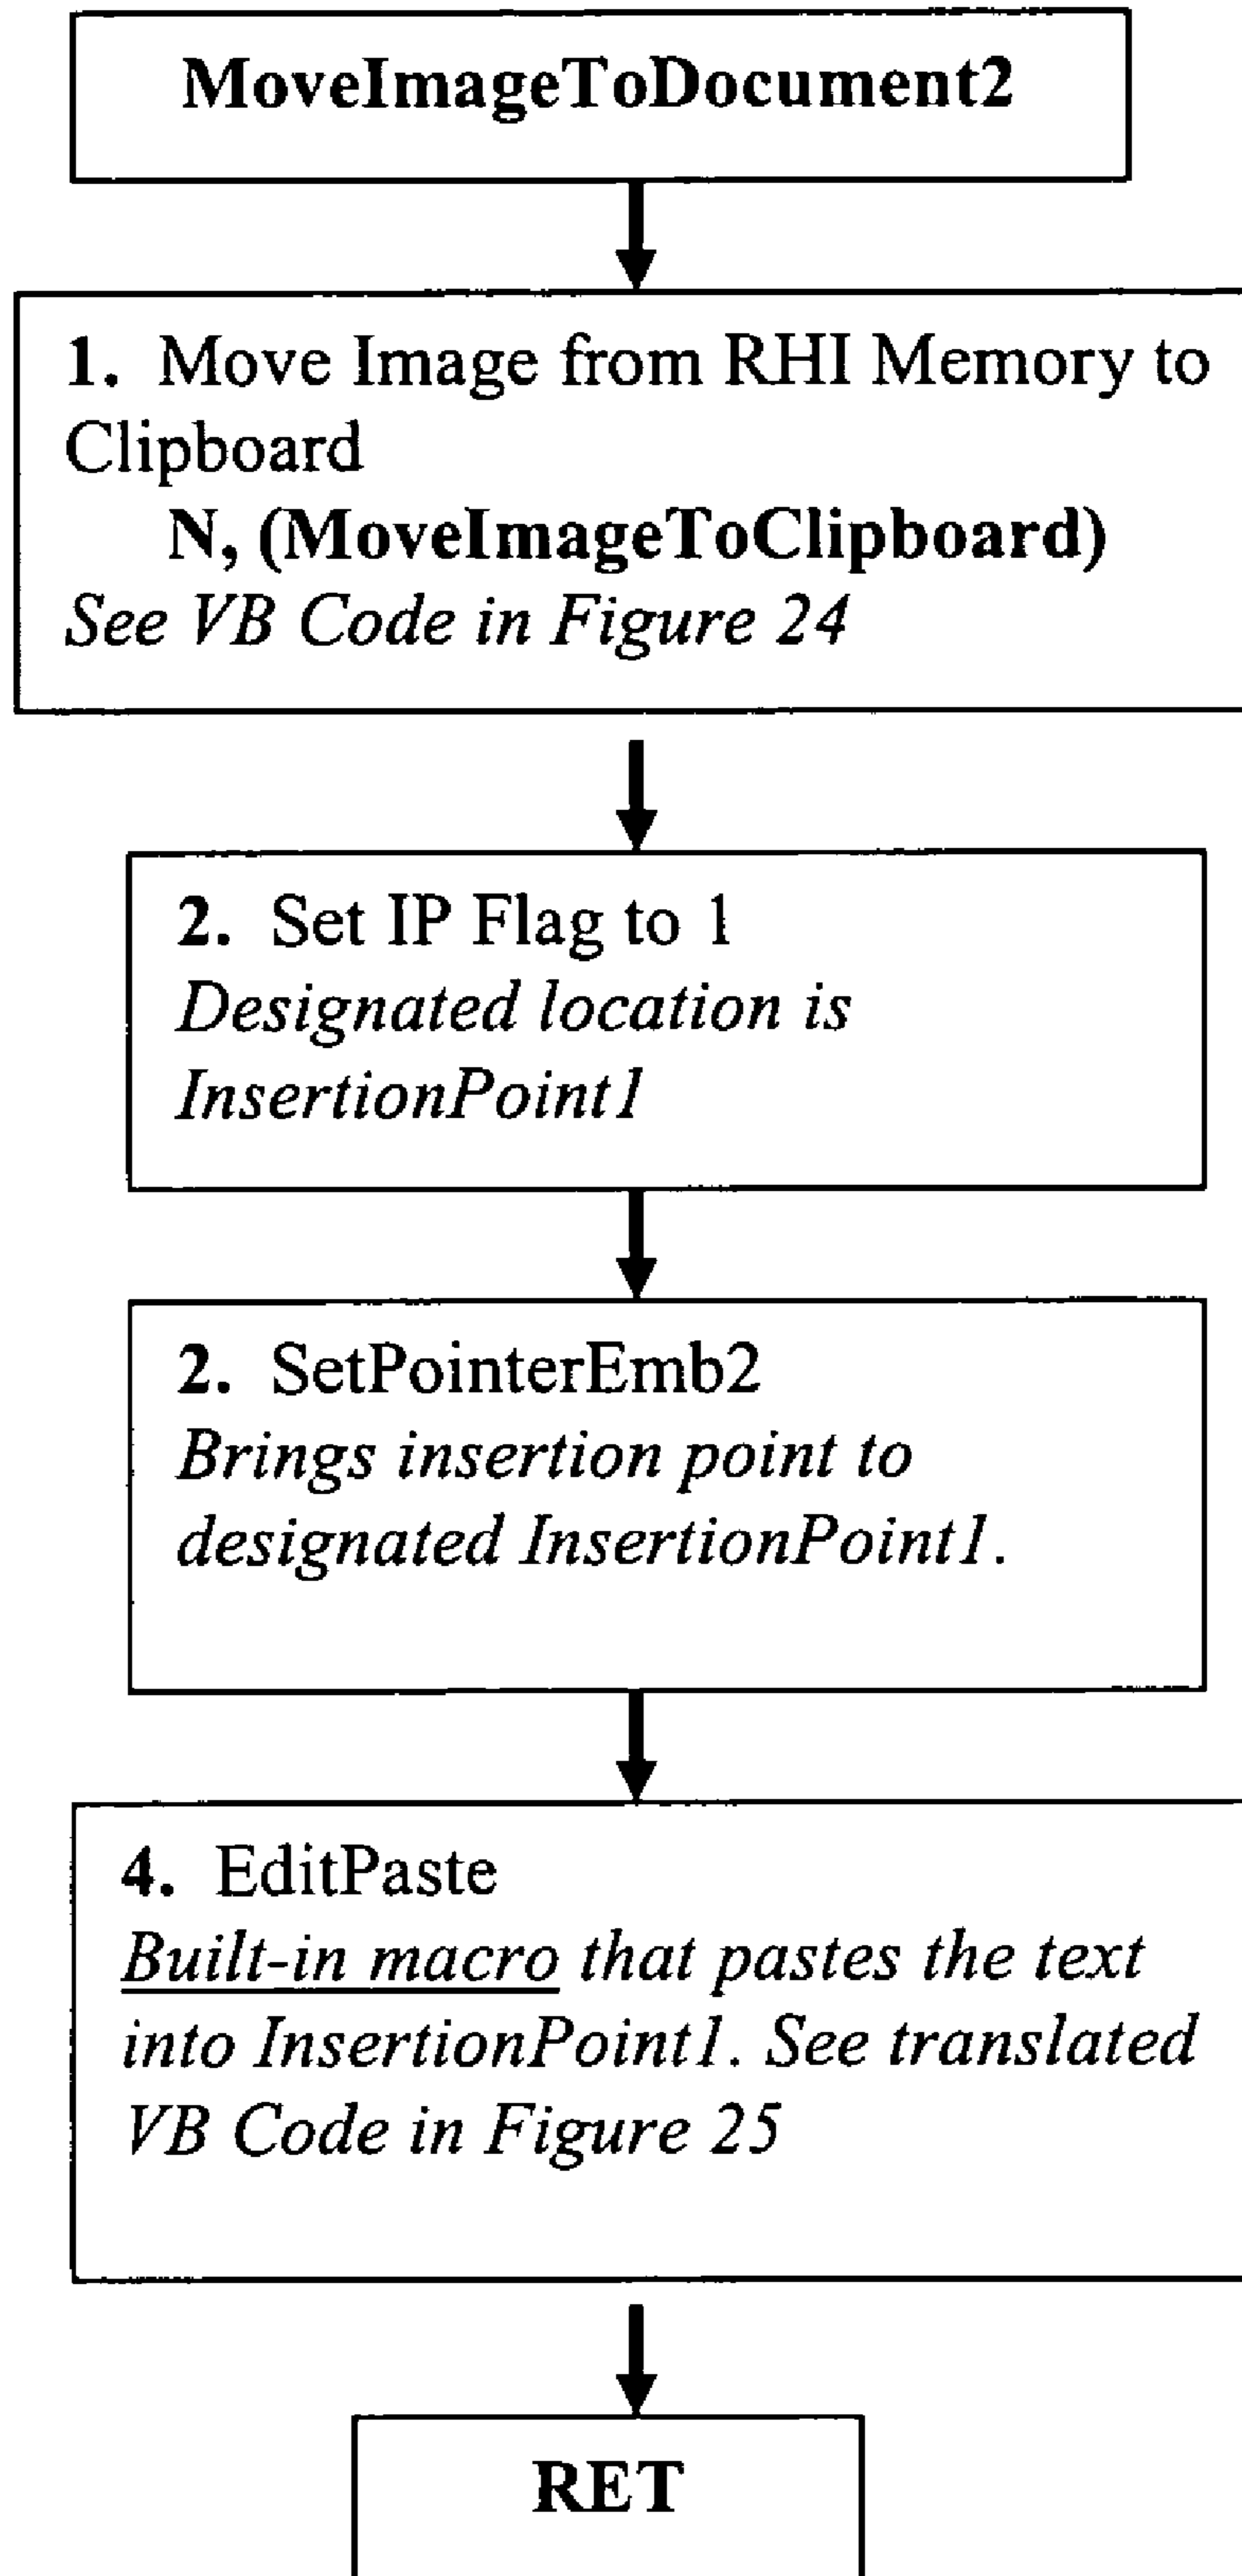 MoveImageToDocument2
1. Move Image from RHI Memory to
Clipboard
N, (MoveImageToClipboard)
See VB Code in Figure 24
2. Set IP Flag to 1
Designated location is
InsertionPoint1
2. SetPointerEmb2
Brings insertion point to
designated InsertionPoint1.
4. EditPaste
Built-in macro that pastes the text
into InsertionPoint1. See translated
VB Code in Figure 25
RET